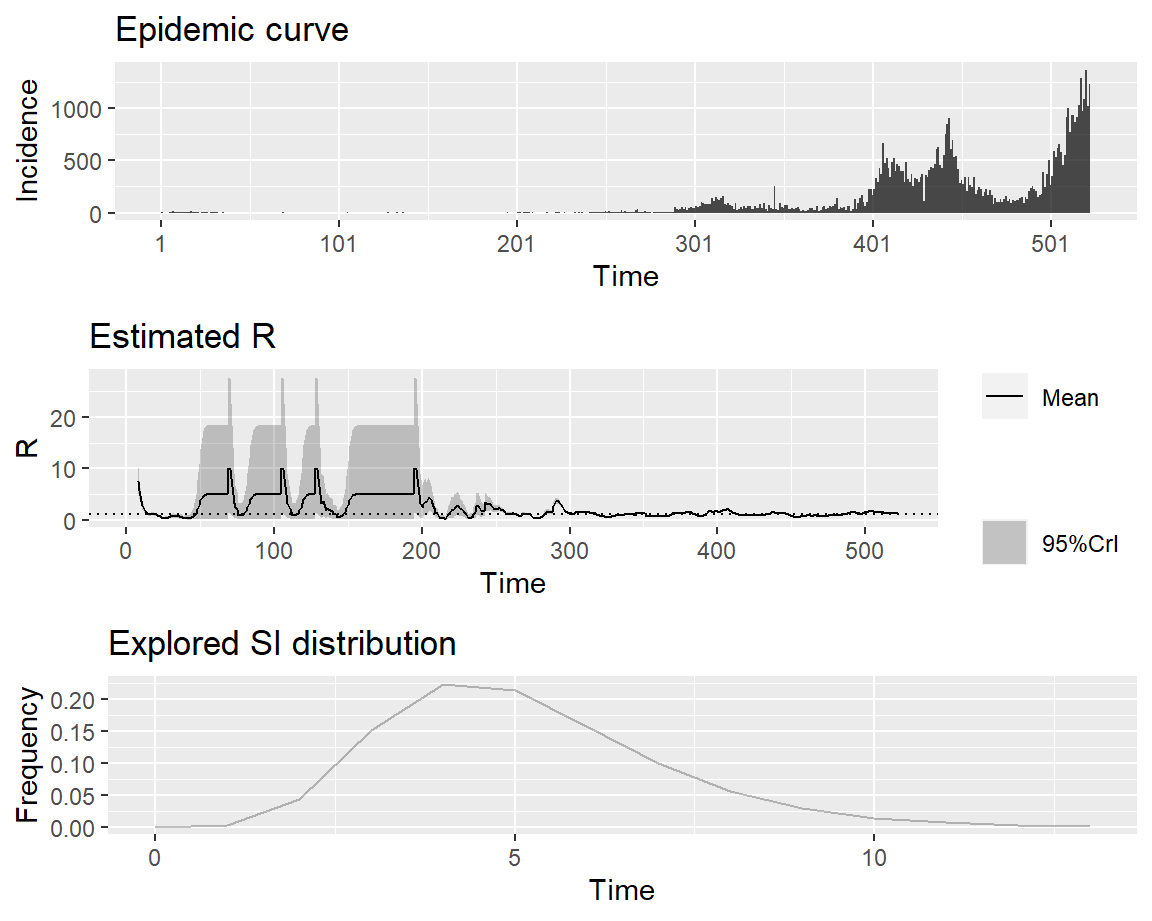 Epidemic curve
Incidence
1000
500
0
1 101 201 301 401 501
Time
Estimated R
R
20
10
0
0 100 200 300 400 500
Time
Mean
95%CrI
Explored SI distribution
Frequency
0.20
0.15
0.10
0.05
0.00
0 5 10
Time